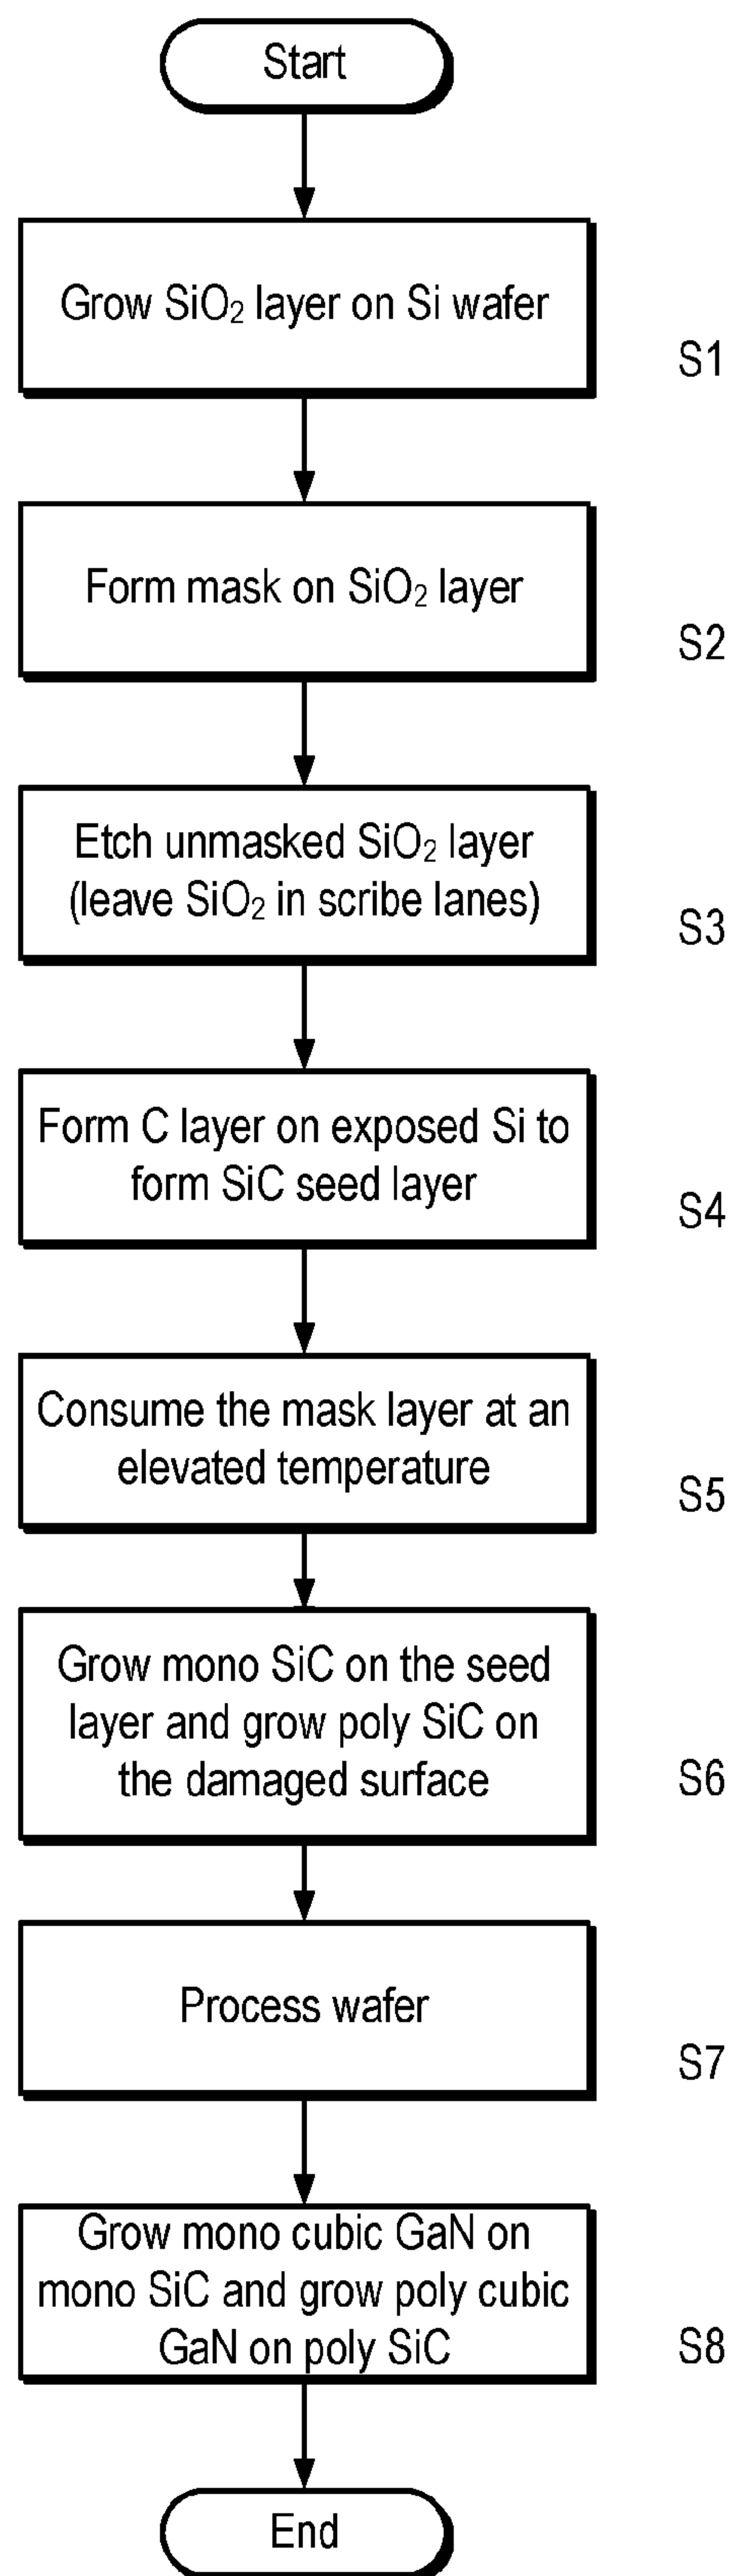 Start
Grow SiO₂ layer on Si wafer
S1
Form mask on SiO₂ layer
S2
Etch unmasked SiO₂ layer
(leave SiO₂ in scribe lanes)
S3
Form C layer on exposed Si to
form SiC seed layer
S4
Consume the mask layer at an
elevated temperature
S5
Grow mono SiC on the seed
layer and grow poly SiC on
the damaged surface
S6
Process wafer
S7
Grow mono cubic GaN on
mono SiC and grow poly cubic
GaN on poly SiC
S8
End